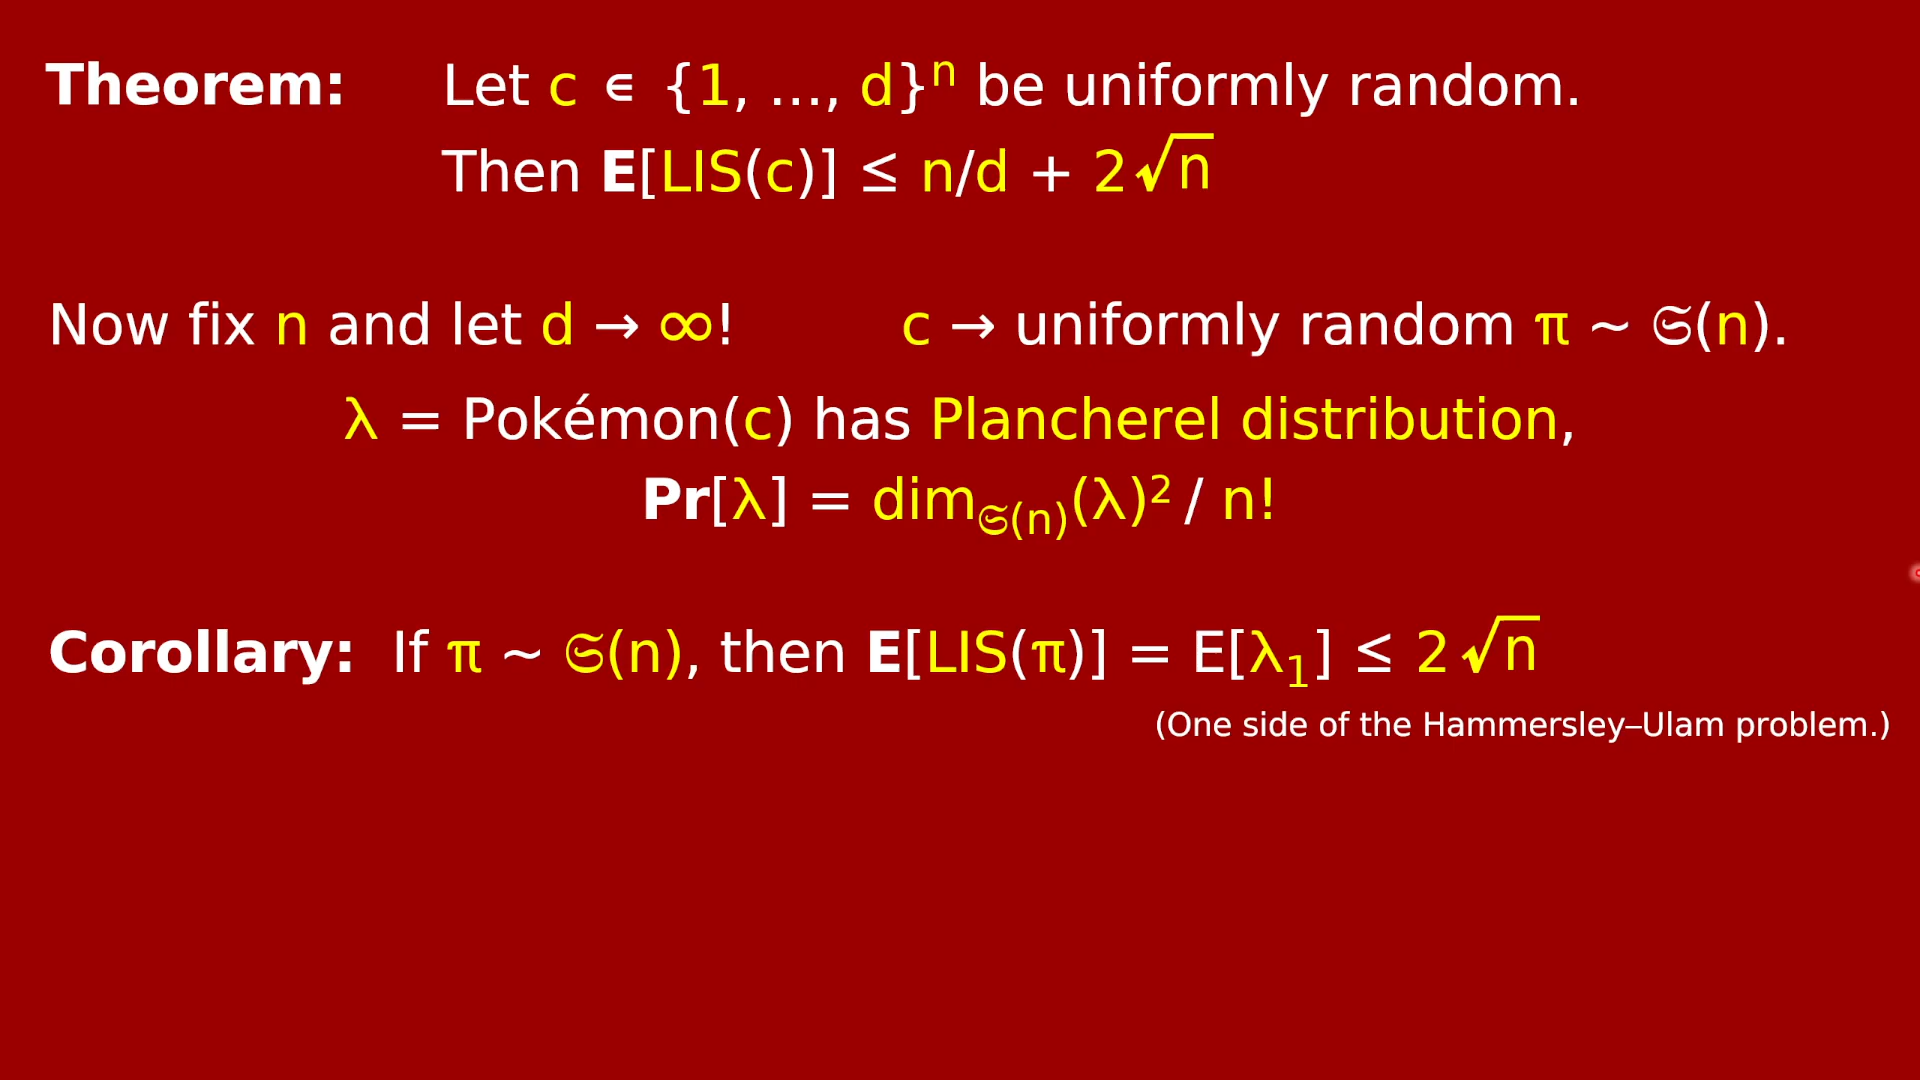 Theorem: Let c ∈ {1, …, d}ⁿ be uniformly random.
Then E[LIS(c)] ≤ n/d + 2√n
Now fix n and let d → ∞! c → uniformly random π ~ 𝔖(n).
λ = Pokémon(c) has Plancherel distribution,
Pr[λ] = dim_𝔖(n)(λ)² / n!
Corollary: If π ~ 𝔖(n), then E[LIS(π)] = E[λ₁] ≤ 2√n
(One side of the Hammersley–Ulam problem.)